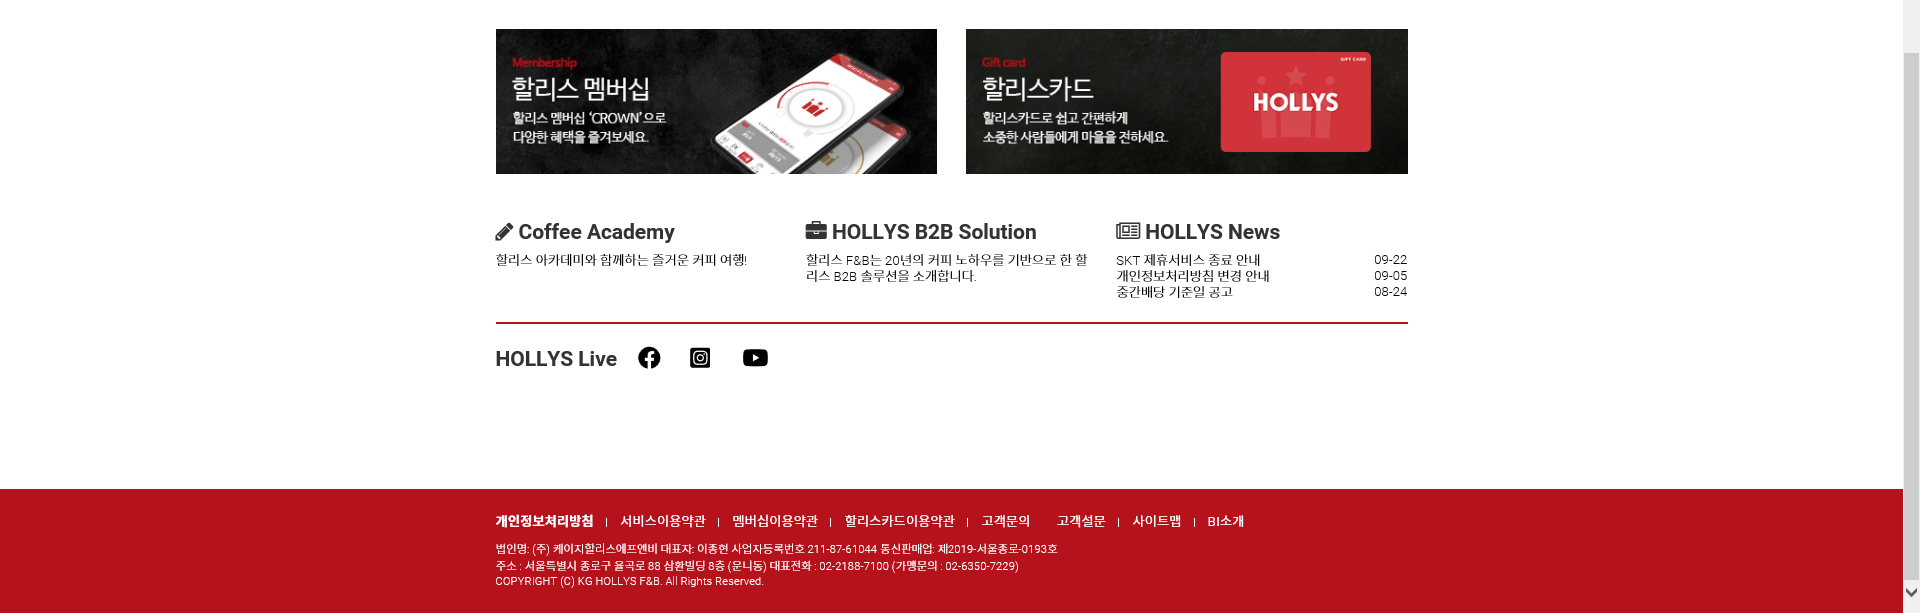 Membership
할리스 멤버십
할리스 멤버십 ‘CROWN’으로
다양한 혜택을 즐겨보세요.
Gift card
할리스카드
할리스카드로 쉽고 간편하게
소중한 사람들에게 마을을 전하세요.
GIFT CARD
HOLLYS
Coffee Academy
할리스 아카데미와 함께하는 즐거운 커피 여행!
HOLLYS B2B Solution
할리스 F&B는 20년의 커피 노하우를 기반으로 한 할
리스 B2B 솔루션을 소개합니다.
HOLLYS News
SKT 제휴서비스 종료 안내 09-22
개인정보처리방침 변경 안내 09-05
중간배당 기준일 공고 08-24
HOLLYS Live
개인정보처리방침 | 서비스이용약관 | 멤버십이용약관 | 할리스카드이용약관 | 고객문의 고객설문 | 사이트맵 | BI소개
법인명: (주) 케이지할리스에프앤비 대표자: 이종현 사업자등록번호 211-87-61044 통신판매업: 제2019-서울종로-0193호
주소 : 서울특별시 종로구 율곡로 88 삼환빌딩 8층 (운니동) 대표전화 : 02-2188-7100 (가맹문의 : 02-6350-7229)
COPYRIGHT (C) KG HOLLYS F&B. All Rights Reserved.